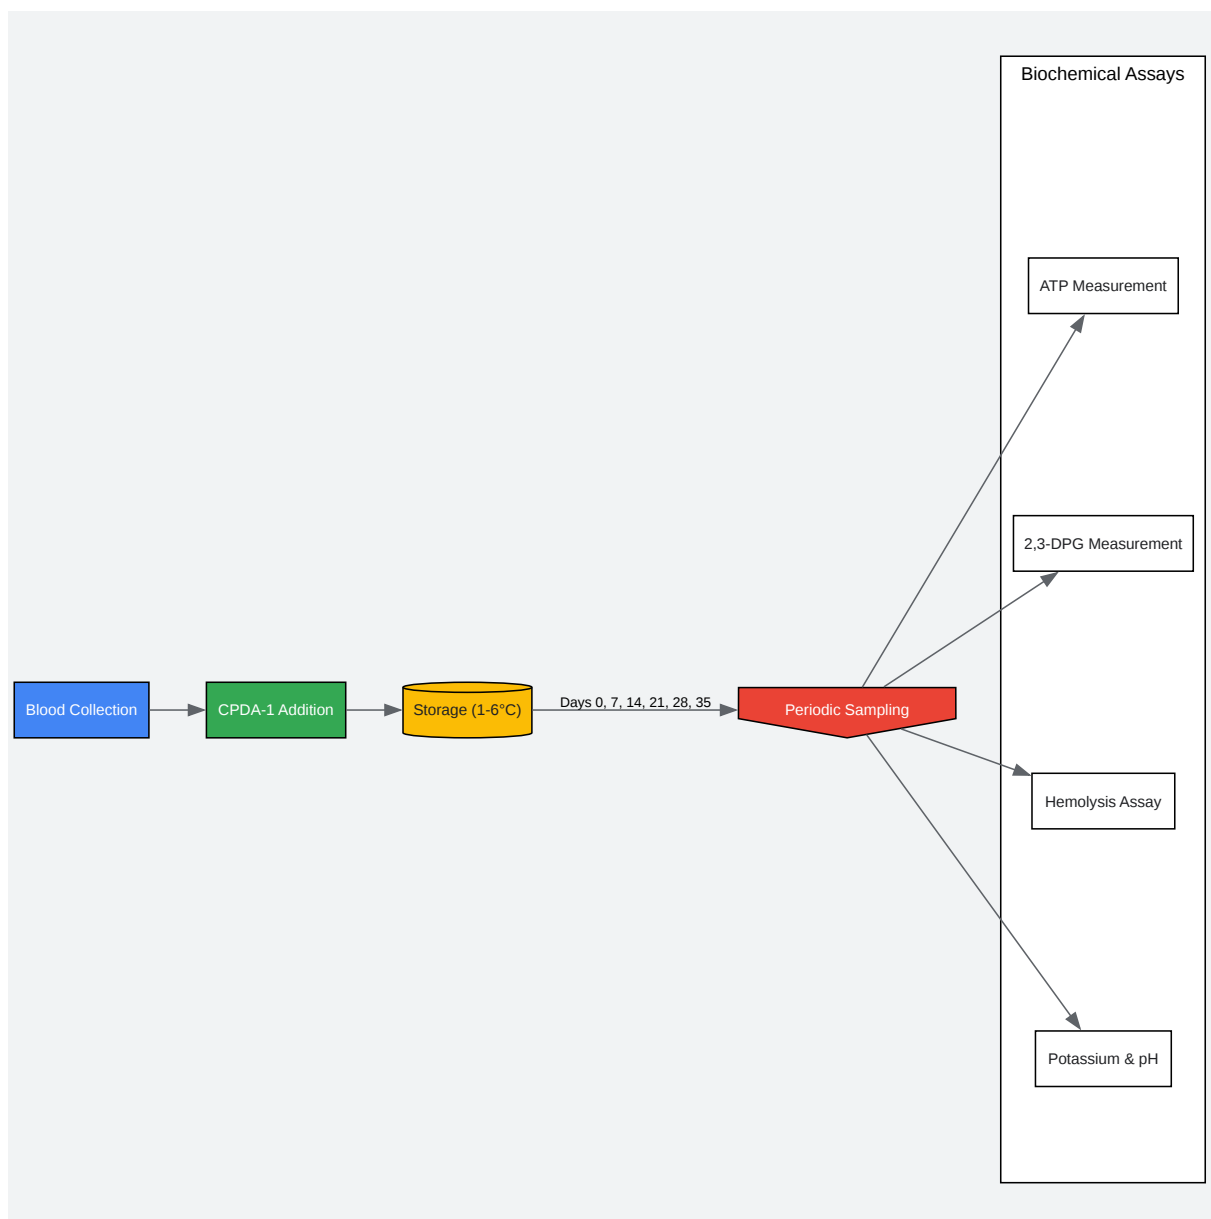 Biochemical Assays
ATP Measurement
2,3-DPG Measurement
Blood Collection
CPDA-1 Addition
Storage (1-6°C)
Days 0, 7, 14, 21, 28, 35
Periodic Sampling
Hemolysis Assay
Potassium & pH